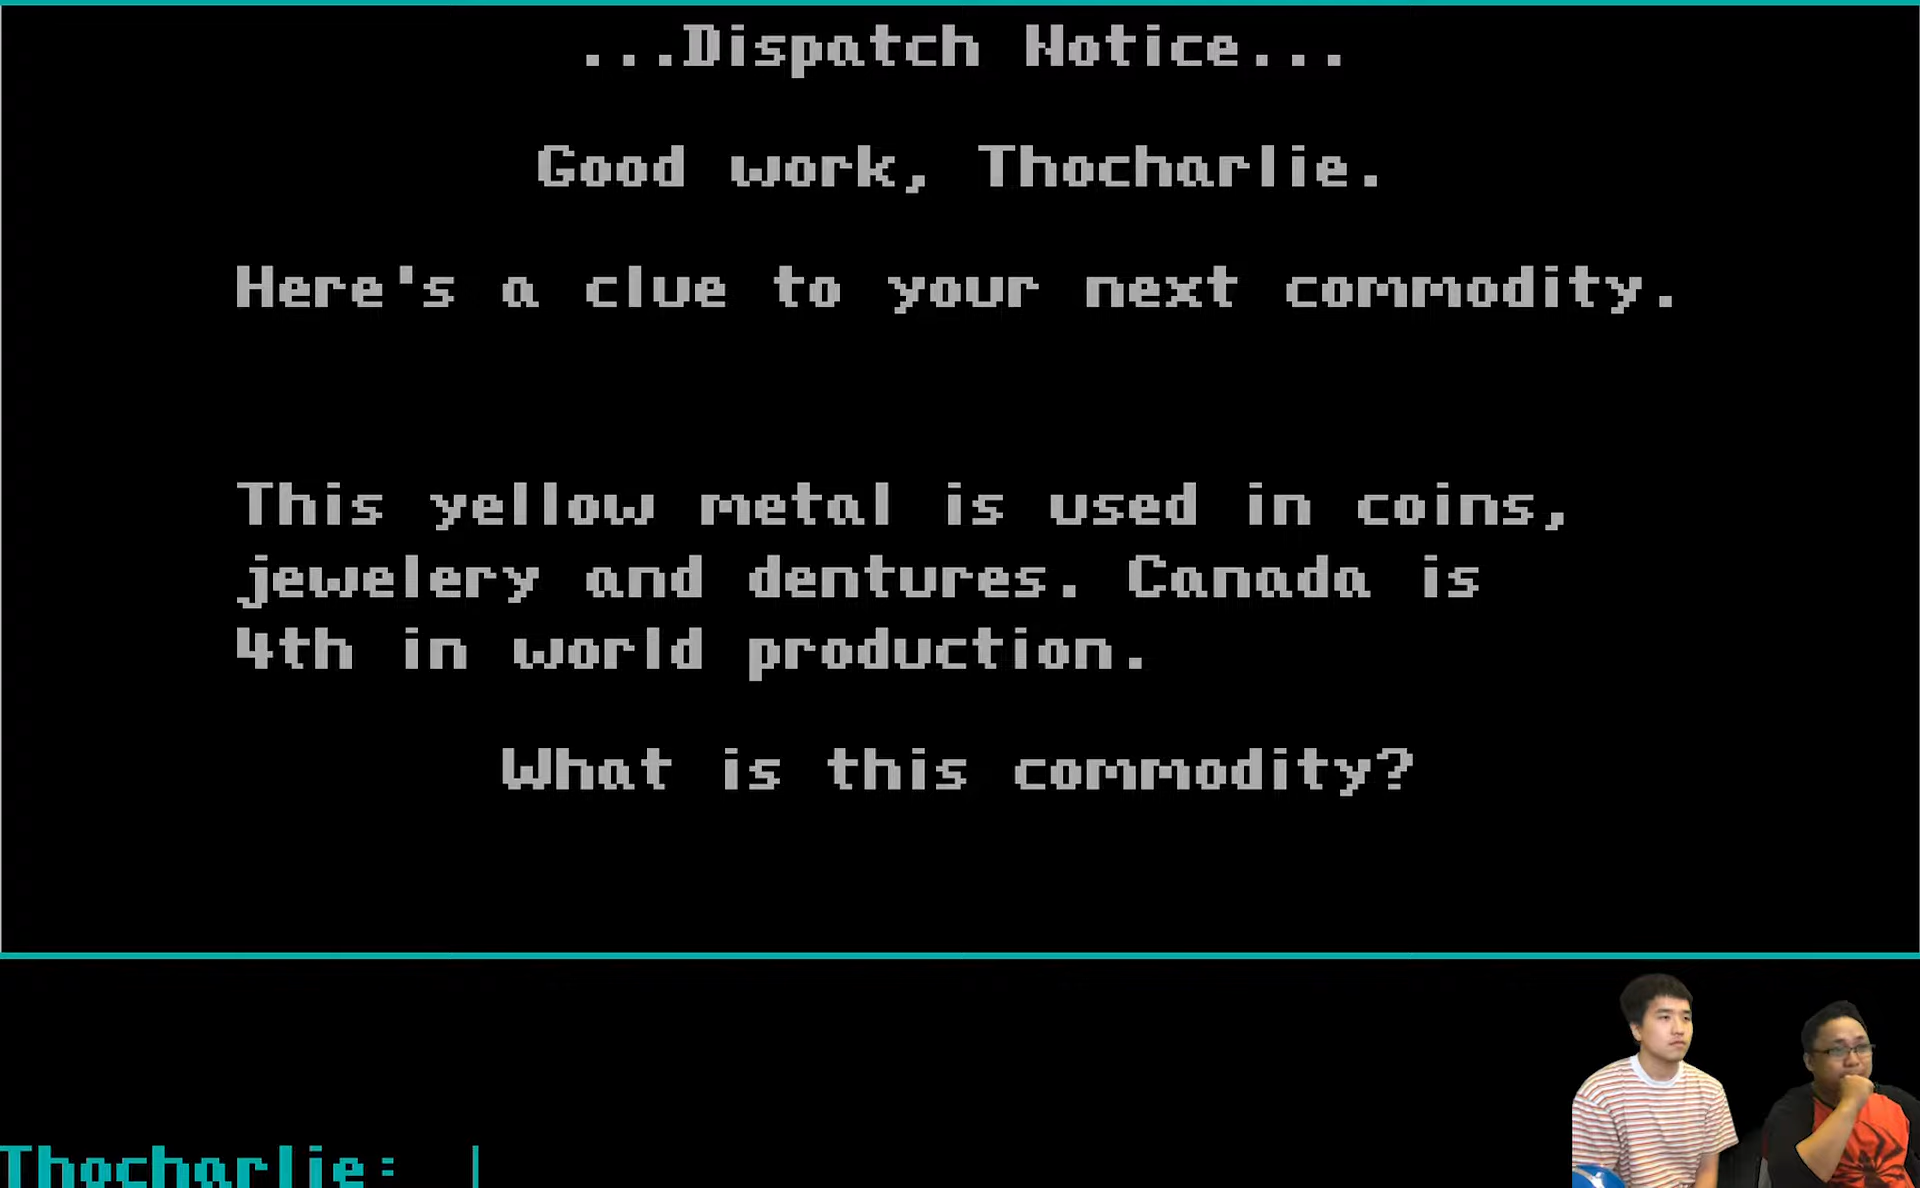 ...Dispatch Notice...
Good work, Thocharlie.
Here's a clue to your next commodity.
This yellow metal is used in coins,
jewelery and dentures. Canada is
4th in world production.
What is this commodity?
Thocharlie: